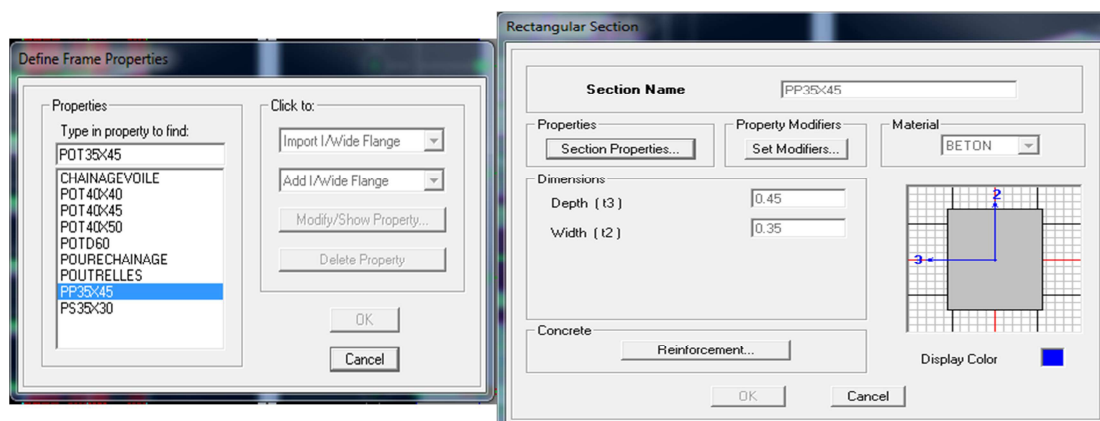 Define Frame Properties
Properties
Type in property to find:
POT35X45
CHAINAGEVOILE
POT40X40
POT40X45
POT40X50
POTD60
POURECHAINAGE
POUTRELLES
PP35X45
PS35X30
Click to:
Import I/Wide Flange
Add I/Wide Flange
Modify/Show Property...
Delete Property
OK
Cancel
Rectangular Section
Section Name
PP35X45
Properties
Section Properties...
Property Modifiers
Set Modifiers...
Material
BETON
Dimensions
Depth ( t3 )
0.45
Width ( t2 )
0.35
2
3
Concrete
Reinforcement...
Display Color
OK
Cancel